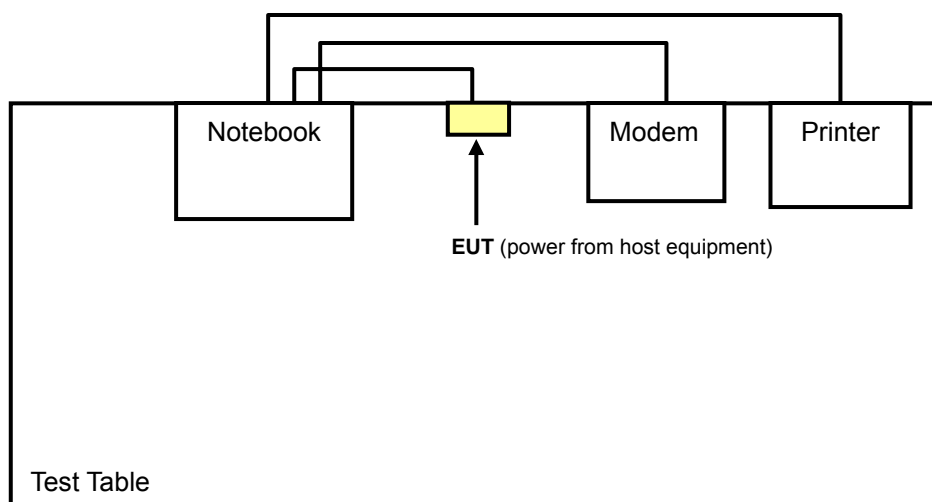 Notebook
Modem
Printer
EUT (power from host equipment)
Test Table